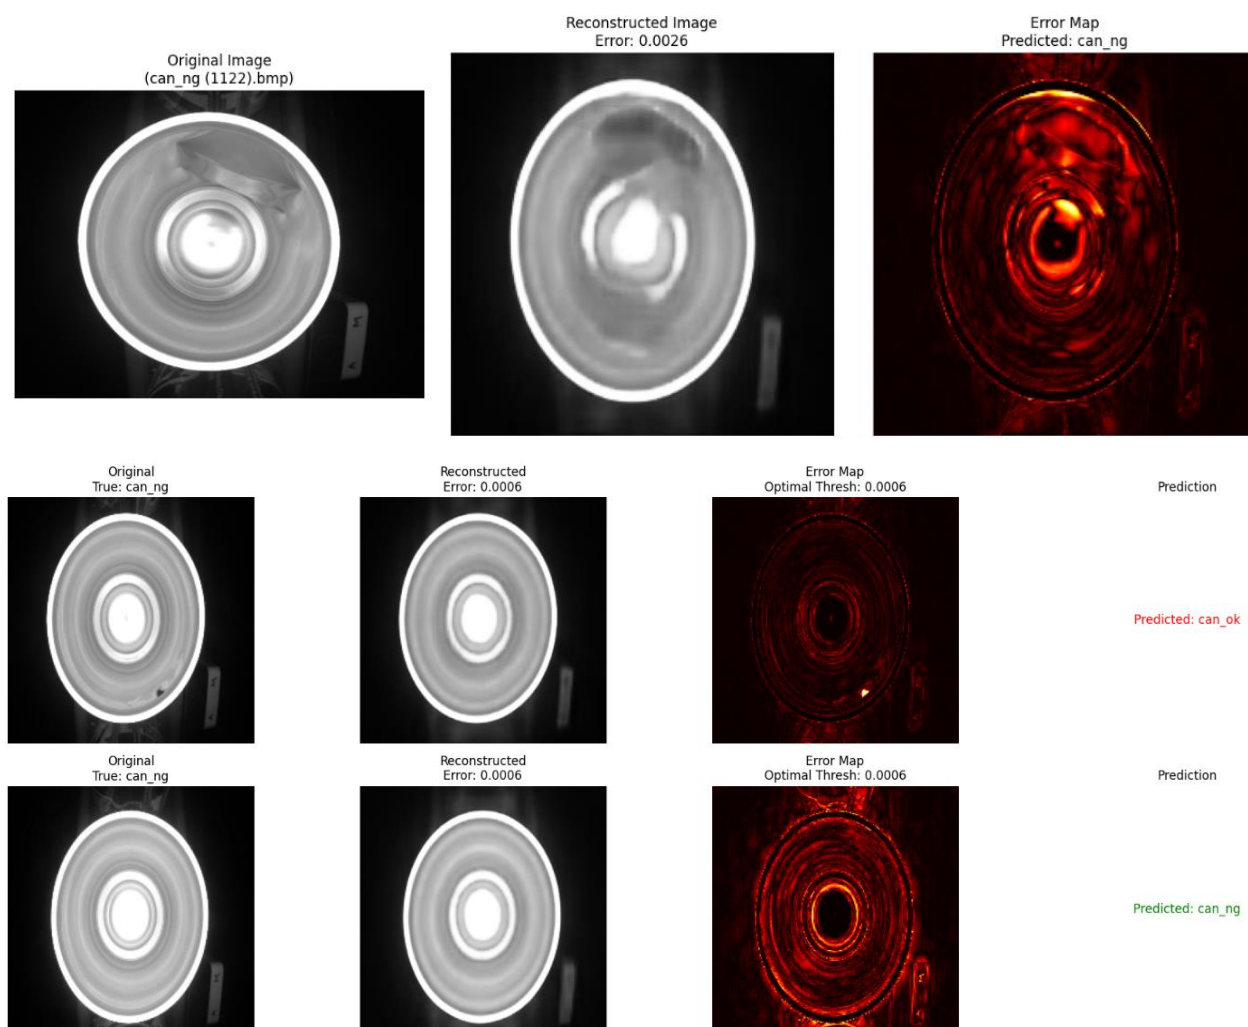 Original Image
(can_ng (1122).bmp)
Reconstructed Image
Error: 0.0026
Error Map
Predicted: can_ng
Original
True: can_ng
Reconstructed
Error: 0.0006
Error Map
Optimal Thresh: 0.0006
Prediction
Predicted: can_ok
Original
True: can_ng
Reconstructed
Error: 0.0006
Error Map
Optimal Thresh: 0.0006
Prediction
Predicted: can_ng